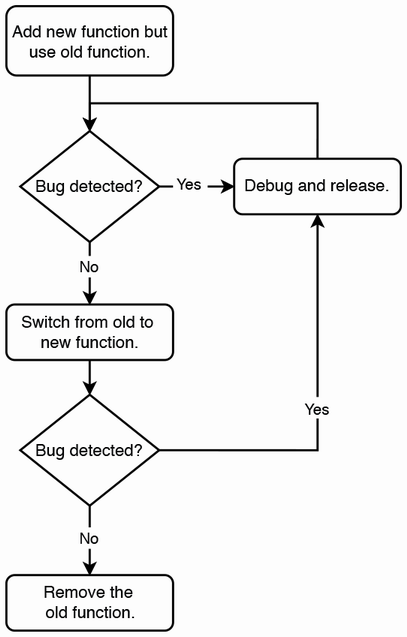 Add new function but
use old function.
Bug detected?
Yes
Debug and release.
No
Switch from old to
new function.
Yes
Bug detected?
No
Remove the
old function.